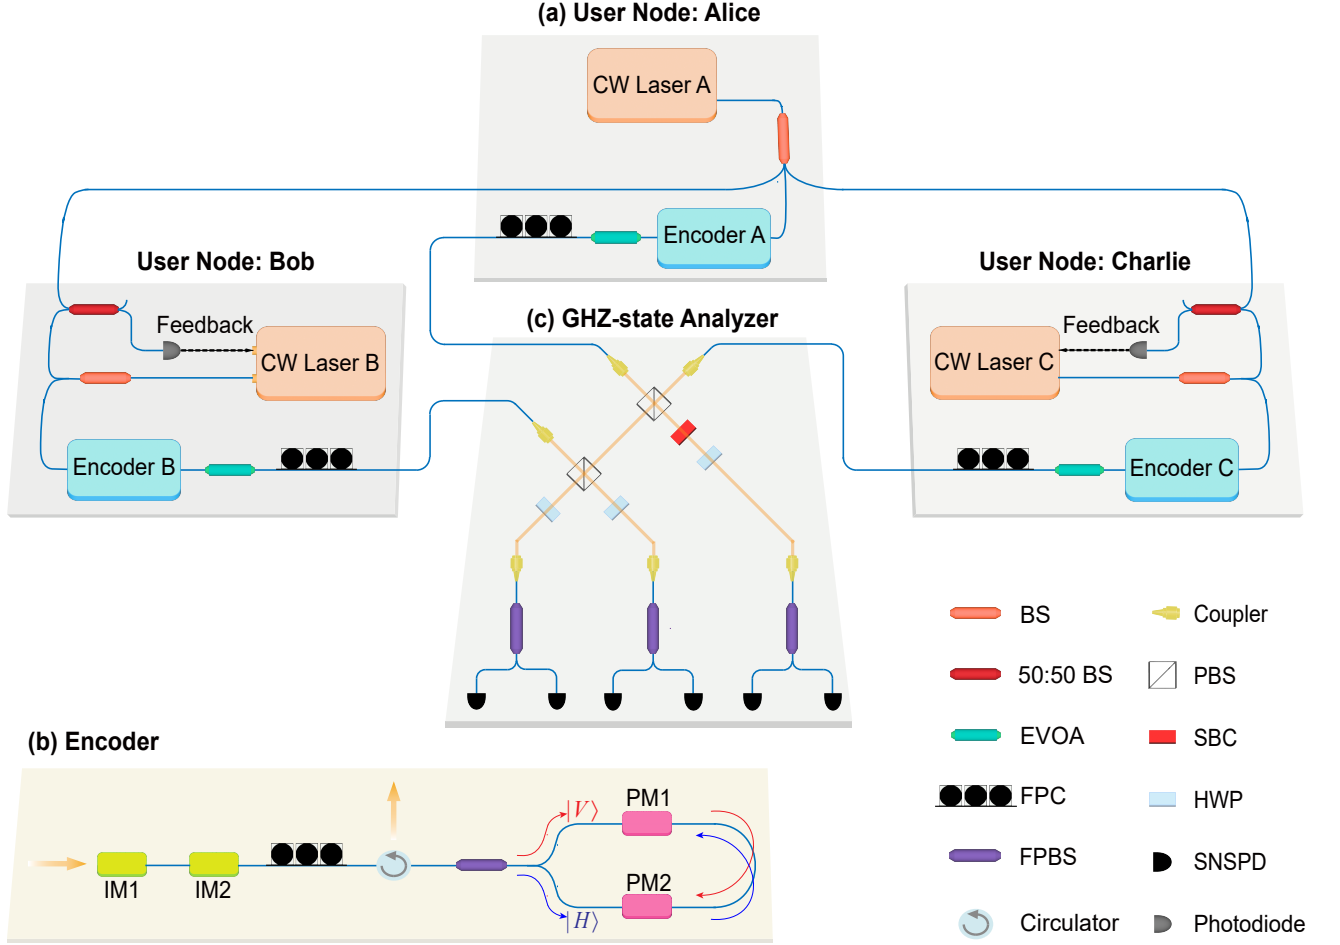 (a) User Node: Alice
CW Laser A
Encoder A
User Node: Bob
Feedback
CW Laser B
Encoder B
User Node: Charlie
Feedback
CW Laser C
Encoder C
(c) GHZ-state Analyzer
(b) Encoder
IM1
IM2
|V⟩
|H⟩
PM1
PM2
BS
50:50 BS
EVOA
FPC
FPBS
Circulator
Coupler
PBS
SBC
HWP
SNSPD
Photodiode